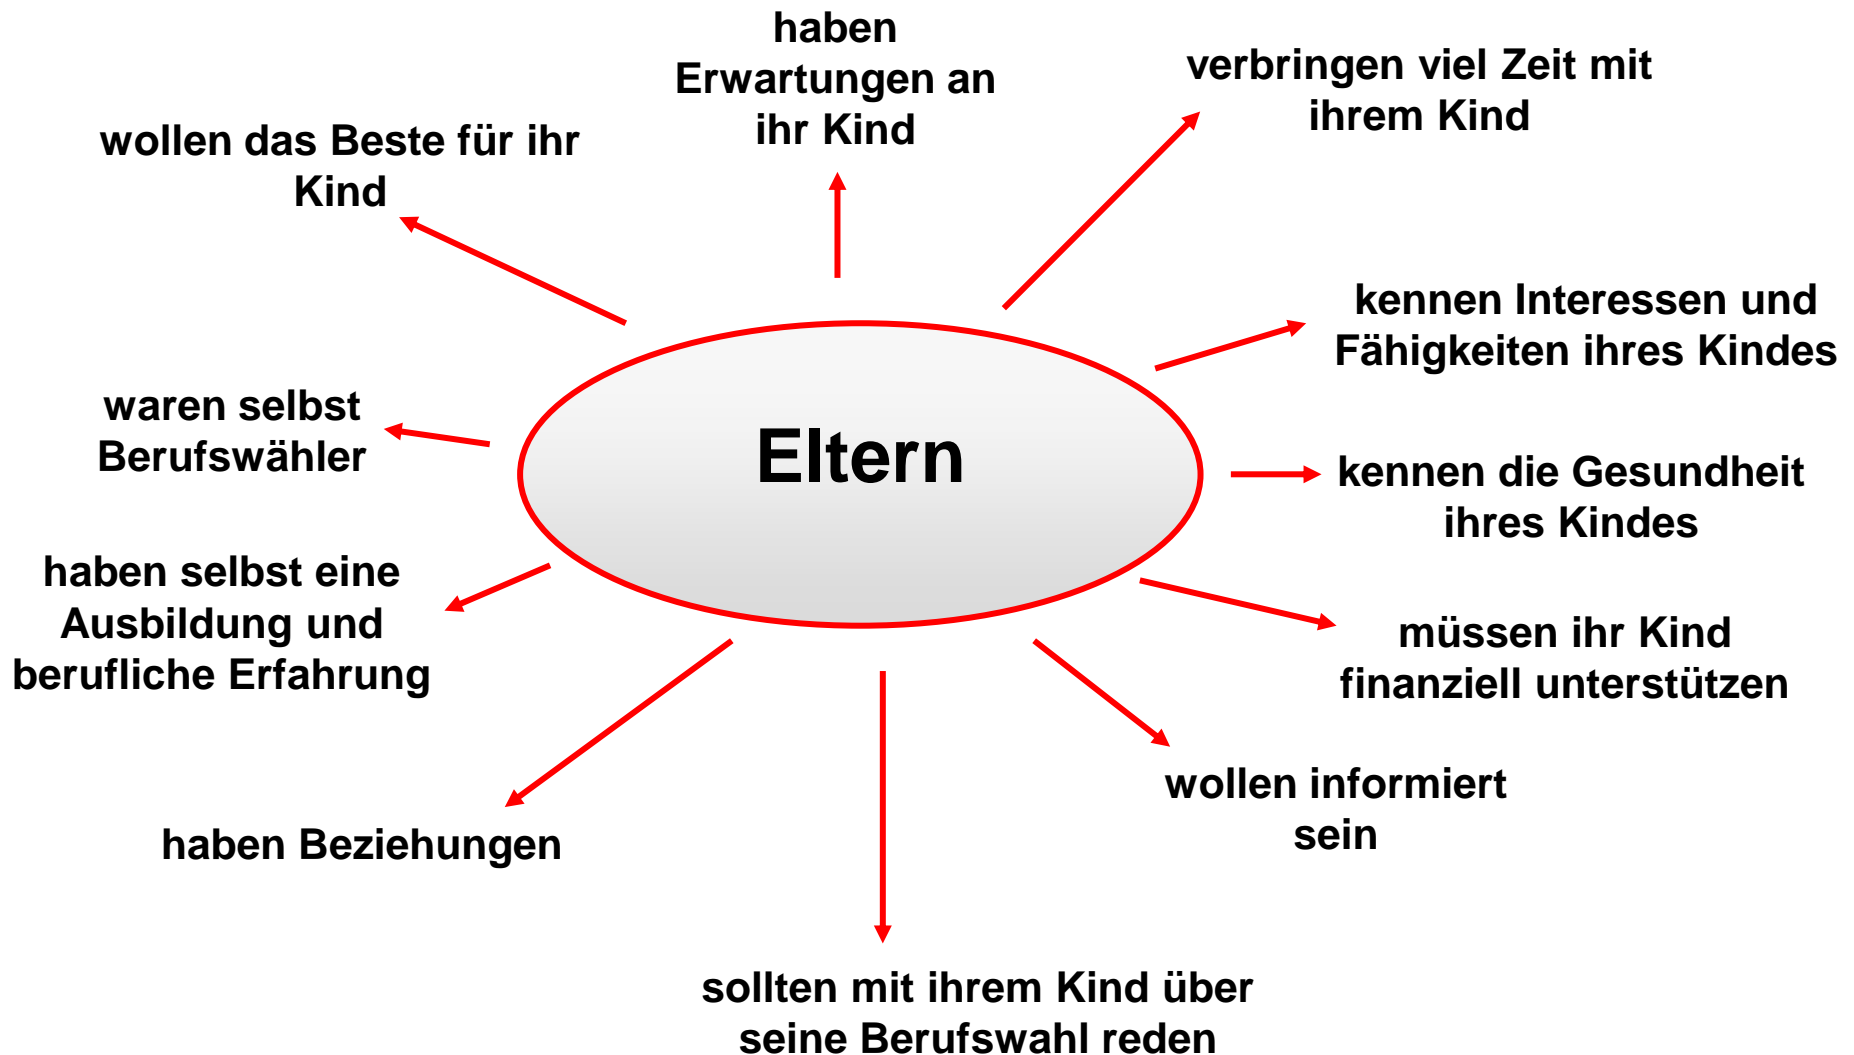 haben
Erwartungen an
ihr Kind
verbringen viel Zeit mit
ihrem Kind
wollen das Beste für ihr
Kind
kennen Interessen und
Fähigkeiten ihres Kindes
waren selbst
Berufswähler
Eltern
kennen die Gesundheit
ihres Kindes
haben selbst eine
Ausbildung und
berufliche Erfahrung
müssen ihr Kind
finanziell unterstützen
wollen informiert
sein
haben Beziehungen
sollten mit ihrem Kind über
seine Berufswahl reden